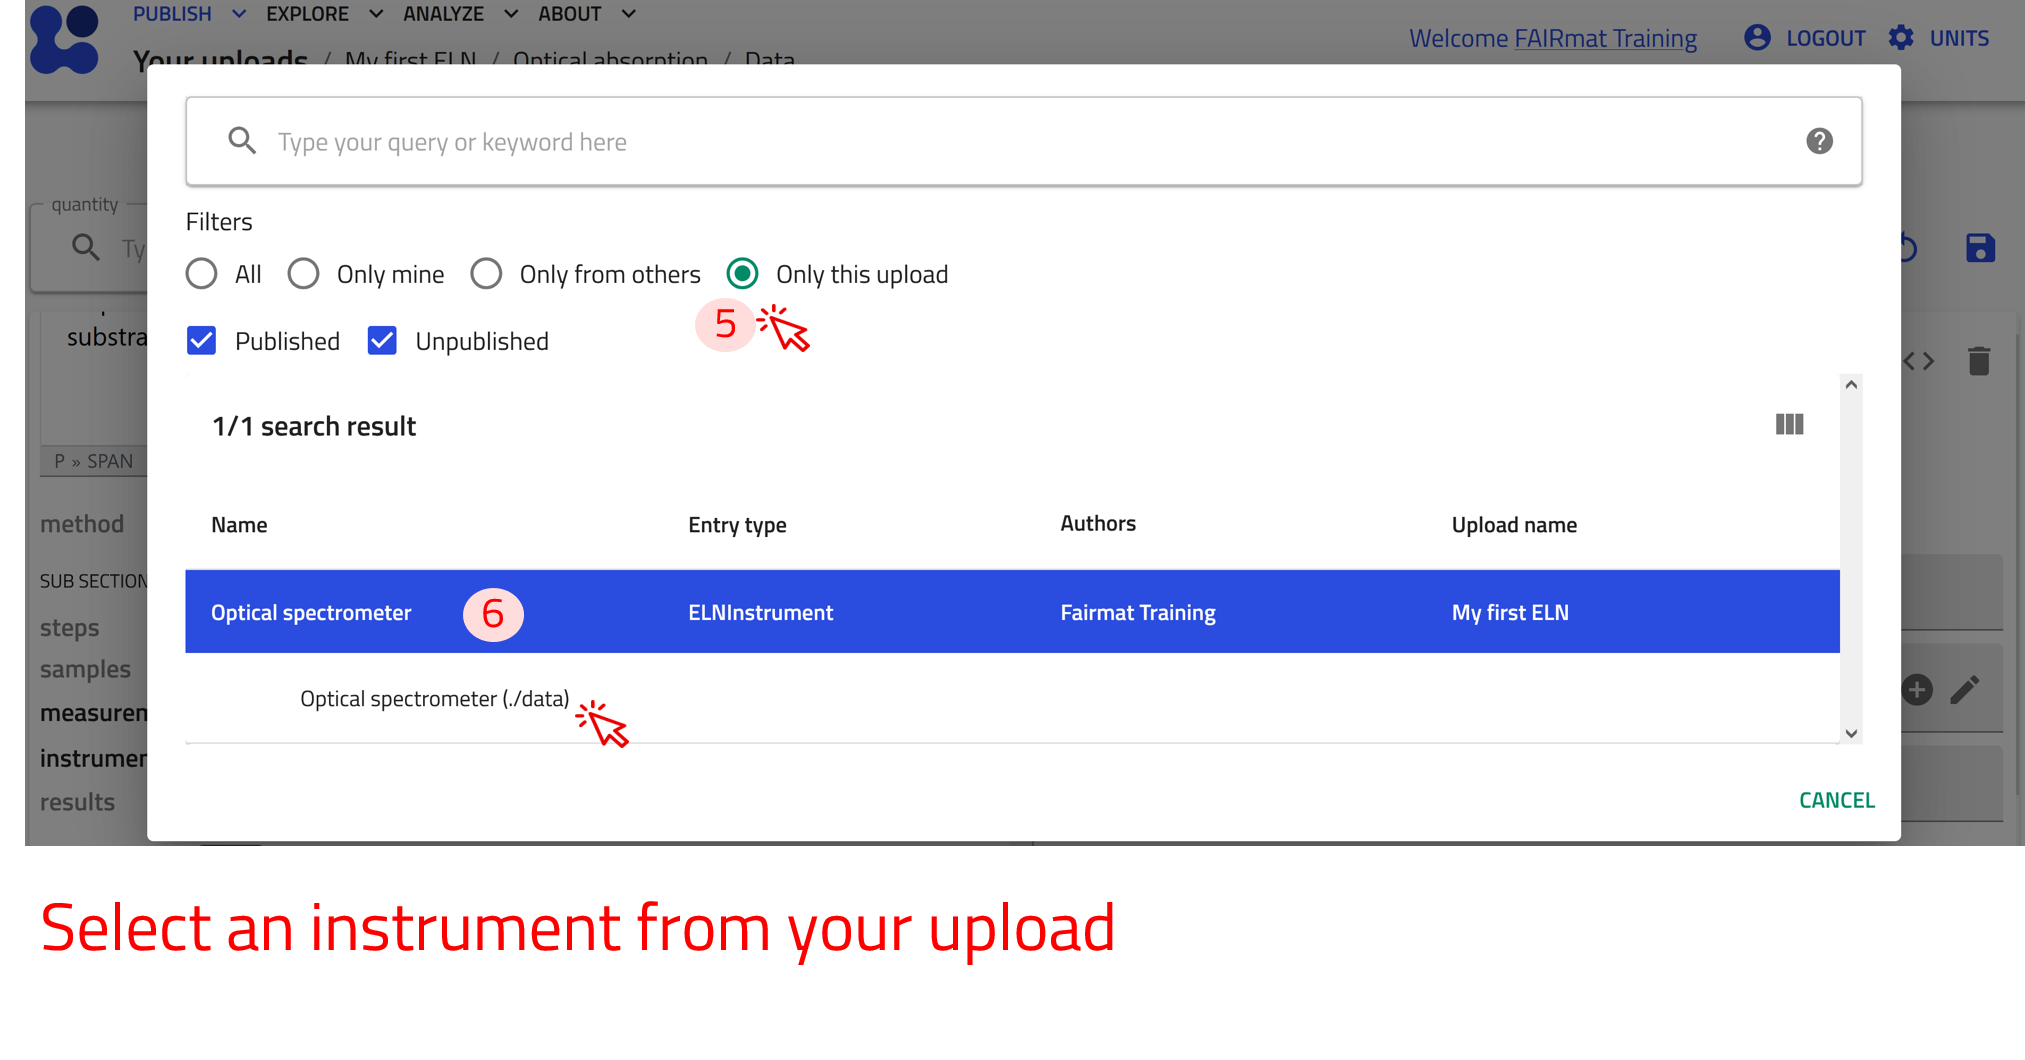 PUBLISH EXPLORE ANALYZE ABOUT
Welcome FAIRmat Training LOGOUT UNITS
Your uploads / My first ELN / Optical absorption / Data
Type your query or keyword here
quantity
Filters
Ty
All Only mine Only from others Only this upload
5
substra
Published Unpublished
1/1 search result
P » SPAN
method
Name Entry type Authors Upload name
SUB SECTION
Optical spectrometer 6 ELNInstrument Fairmat Training My first ELN
steps
samples
Optical spectrometer (./data)
measurem
instrumen
results
CANCEL
Select an instrument from your upload